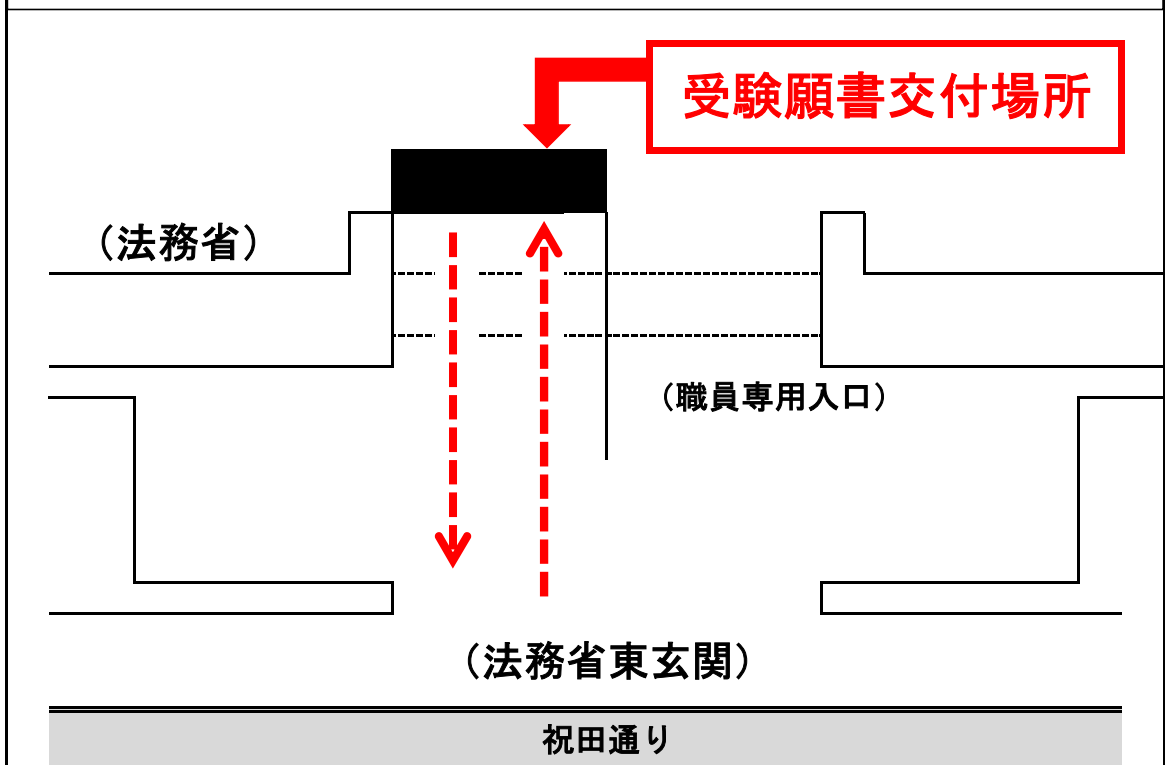 受験願書交付場所
（法務省）
（職員専用入口）
（法務省東玄関）
祝田通り